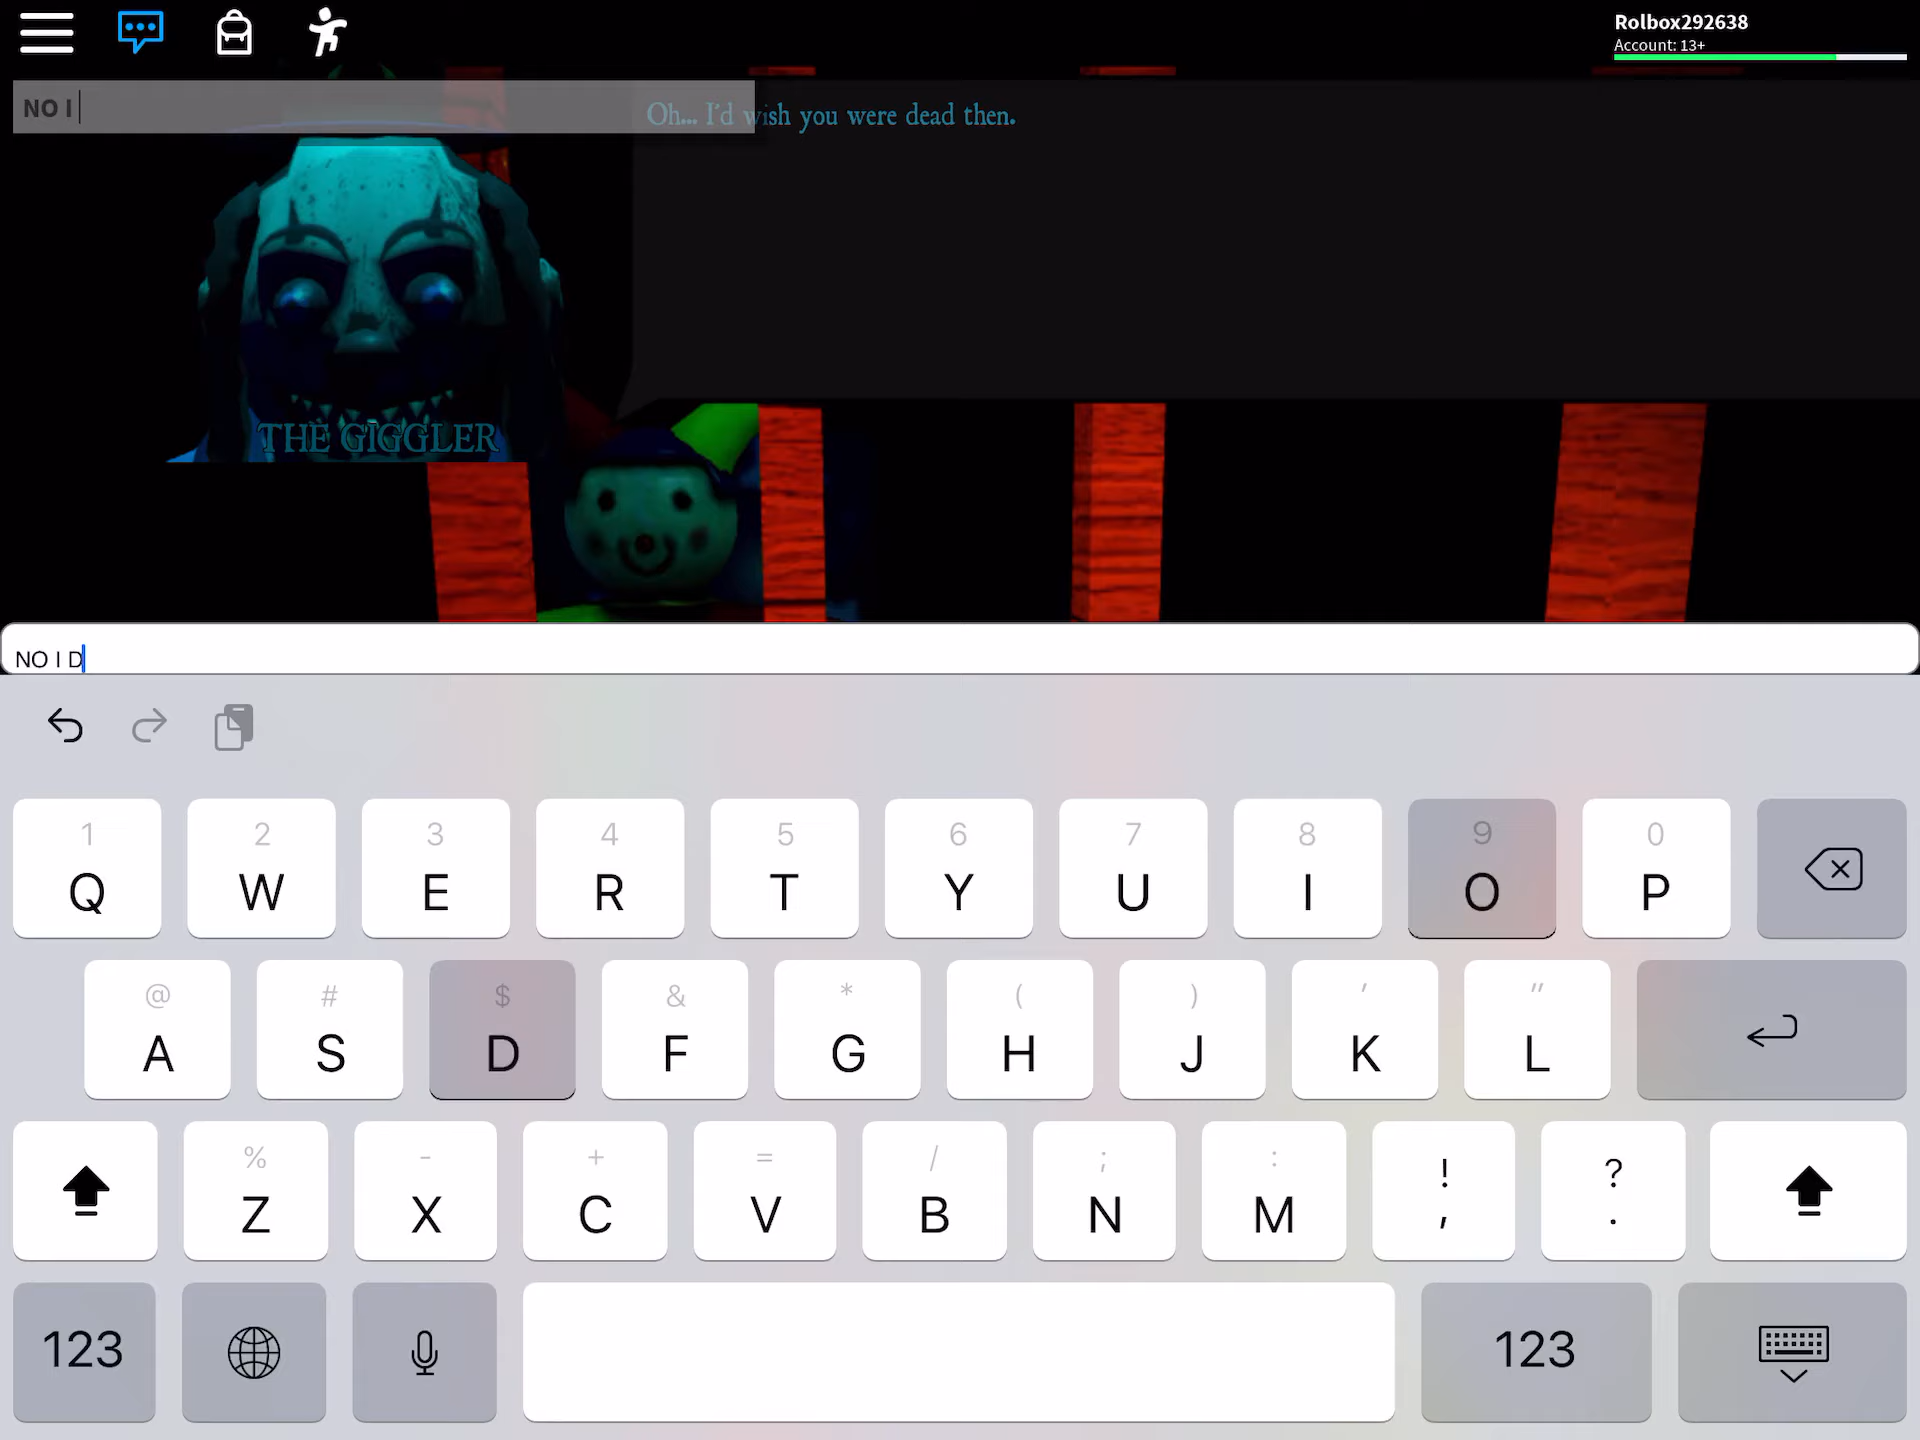 Rolbox292638
Account: 13+
NO I
Oh... I'd wish you were dead then.
THE GIGGLER
NO I D
1 2 3 4 5 6 7 8 9 0
Q W E R T Y U I O P
@ # $ & * ( ) ' "
A S D F G H J K L
% - + = / ; : ! ?
Z X C V B N M , .
123 123